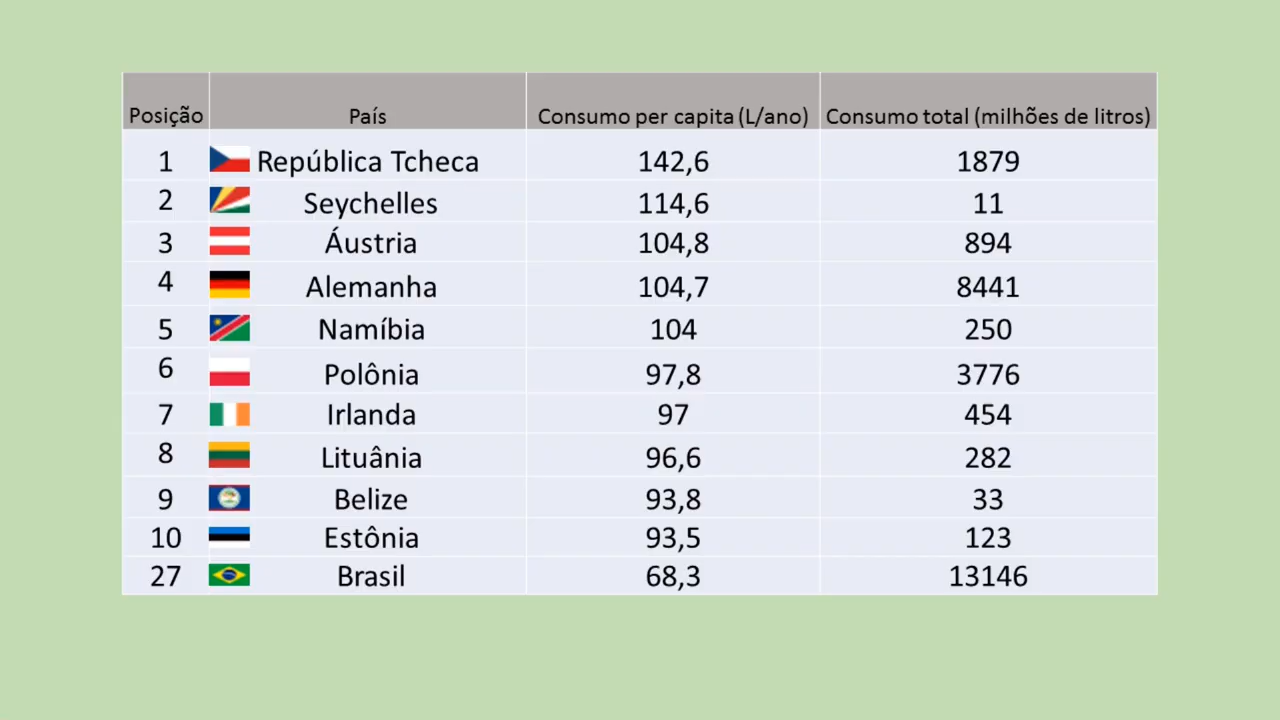 Posição País Consumo per capita (L/ano) Consumo total (milhões de litros)
1 República Tcheca 142,6 1879
2 Seychelles 114,6 11
3 Áustria 104,8 894
4 Alemanha 104,7 8441
5 Namíbia 104 250
6 Polônia 97,8 3776
7 Irlanda 97 454
8 Lituânia 96,6 282
9 Belize 93,8 33
10 Estônia 93,5 123
27 Brasil 68,3 13146